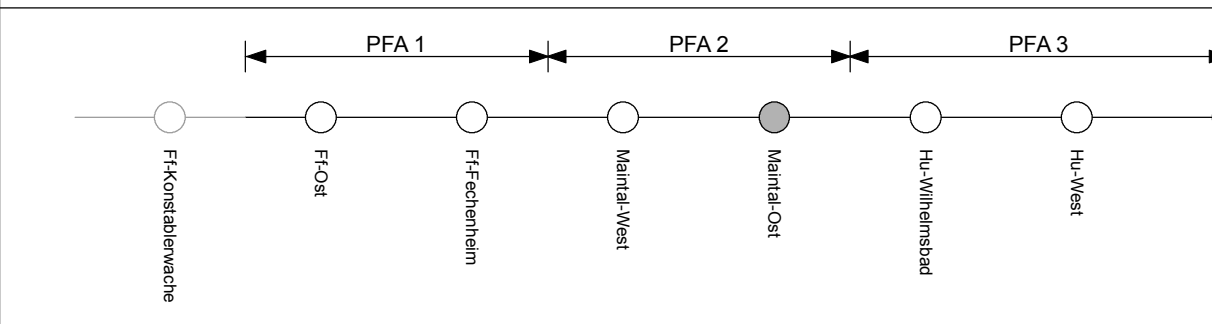 PFA 1
PFA 2
PFA 3
Ff-Konstablerwache
Ff-Ost
Ff-Fechenheim
Maintal-West
Maintal-Ost
Hu-Wilhelmsbad
Hu-West